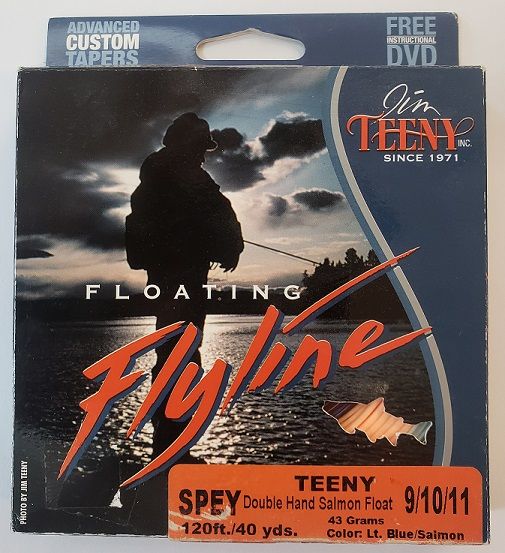 ADVANCED
CUSTOM
TAPERS
FREE
INSTRUCTIONAL
DVD
Jim
TEENY INC.
SINCE 1971
FLOATING
Flyline
PHOTO BY JIM TEENY
TEENY
SPEY Double Hand Salmon Float 9/10/11
120ft./40 yds. 43 Grams
Color: Lt. Blue/Salmon